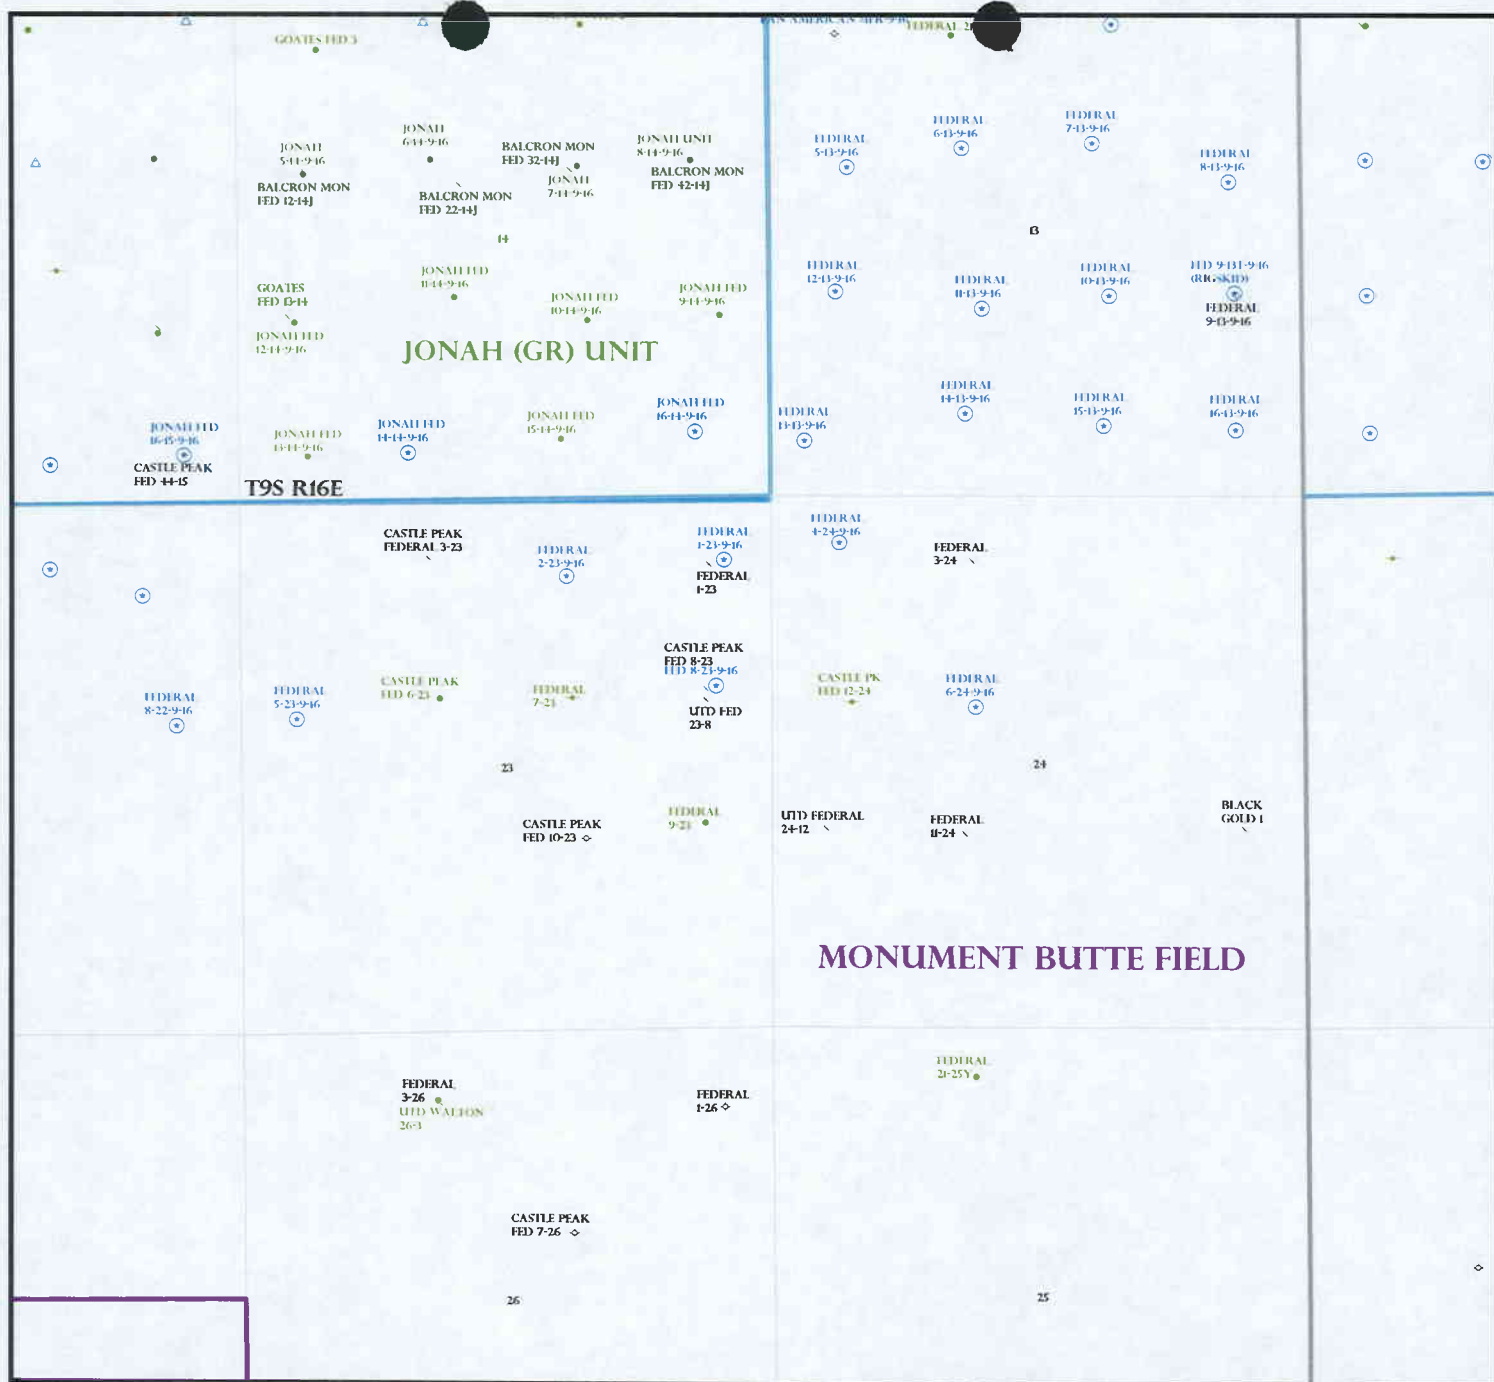 GOATES FED 3
FEDERAL
JONAH
5-14-9-16
BALCRON MON
FED 12-14J
JONAH
6-14-9-16
BALCRON MON
FED 22-14J
BALCRON MON
FED 32-14J
JONAH
7-14-9-16
JONAH UNIT
8-14-9-16
BALCRON MON
FED 42-14J
FEDERAL
5-13-9-16
FEDERAL
6-13-9-16
FEDERAL
7-13-9-16
FEDERAL
8-13-9-16
14
13
GOATES
FED 13-14
JONAH FED
12-14-9-16
JONAH FED
11-14-9-16
JONAH FED
10-14-9-16
JONAH FED
9-14-9-16
FEDERAL
12-13-9-16
FEDERAL
11-13-9-16
FEDERAL
10-13-9-16
FED 9-13T-9-16
(RIG SKID)
FEDERAL
9-13-9-16
JONAH (GR) UNIT
JONAH FED
16-15-9-16
CASTLE PEAK
FED 44-15
JONAH FED
13-14-9-16
JONAH FED
14-14-9-16
JONAH FED
15-14-9-16
JONAH FED
16-14-9-16
FEDERAL
13-13-9-16
FEDERAL
14-13-9-16
FEDERAL
15-13-9-16
FEDERAL
16-13-9-16
T9S R16E
CASTLE PEAK
FEDERAL 3-23
FEDERAL
2-23-9-16
FEDERAL
1-23-9-16
FEDERAL
1-23
FEDERAL
4-24-9-16
FEDERAL
3-24
FEDERAL
8-22-9-16
FEDERAL
5-23-9-16
CASTLE PEAK
FED 6-23
FEDERAL
7-23
CASTLE PEAK
FED 8-23
FED 8-23-9-16
UTD FED
23-8
CASTLE PK
FED 12-24
FEDERAL
6-24-9-16
23
24
CASTLE PEAK
FED 10-23
FEDERAL
9-23
UTD FEDERAL
24-12
FEDERAL
11-24
BLACK
GOLD 1
MONUMENT BUTTE FIELD
FEDERAL
3-26
UTD WALTON
26-3
FEDERAL
1-26
FEDERAL
21-25Y
CASTLE PEAK
FED 7-26
26
25